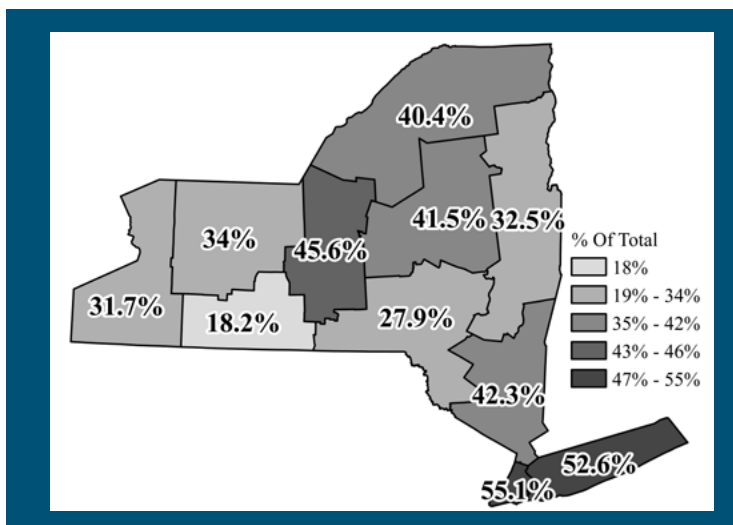 40.4%
41.5%
32.5%
34%
45.6%
% Of Total
18%
19% - 34%
35% - 42%
43% - 46%
47% - 55%
31.7%
18.2%
27.9%
42.3%
52.6%
55.1%